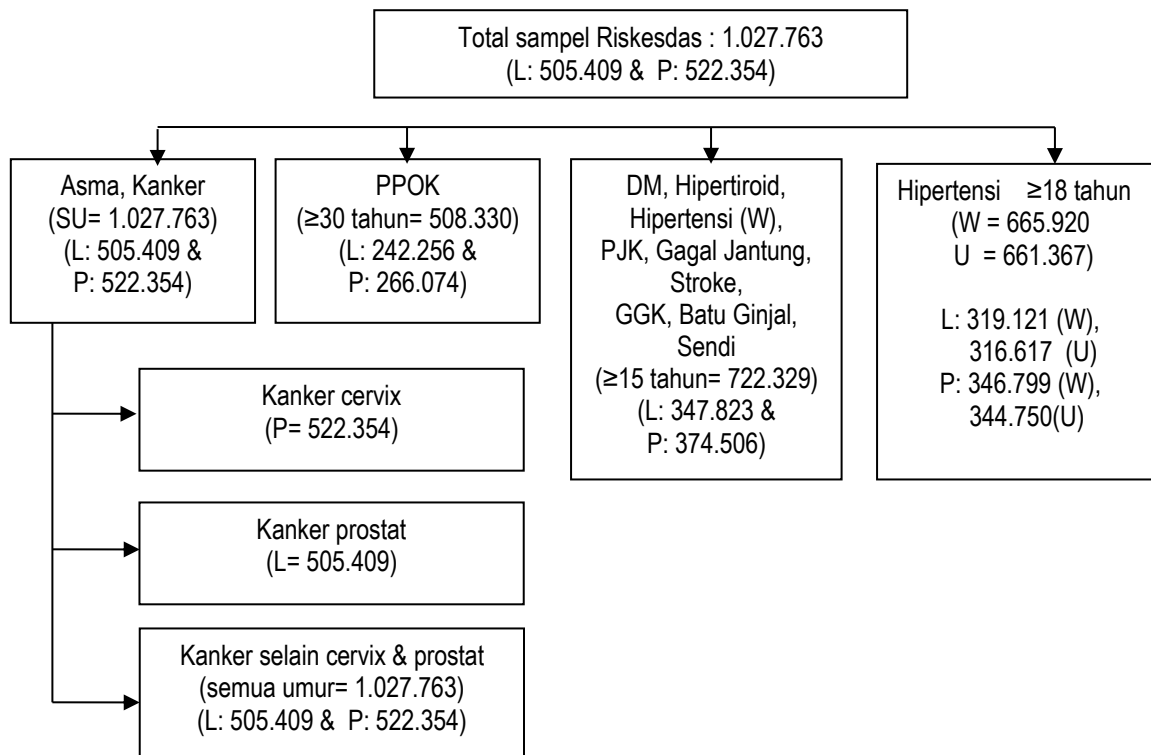 Total sampel Riskesdas : 1.027.763
(L: 505.409 & P: 522.354)
Asma, Kanker
(SU= 1.027.763)
(L: 505.409 &
P: 522.354)
PPOK
(≥30 tahun= 508.330)
(L: 242.256 &
P: 266.074)
DM, Hipertiroid,
Hipertensi (W),
PJK, Gagal Jantung,
Stroke,
GGK, Batu Ginjal,
Sendi
(≥15 tahun= 722.329)
(L: 347.823 &
P: 374.506)
Hipertensi ≥18 tahun
(W = 665.920
U = 661.367)
L: 319.121 (W),
316.617 (U)
P: 346.799 (W),
344.750(U)
Kanker cervix
(P= 522.354)
Kanker prostat
(L= 505.409)
Kanker selain cervix & prostat
(semua umur= 1.027.763)
(L: 505.409 & P: 522.354)